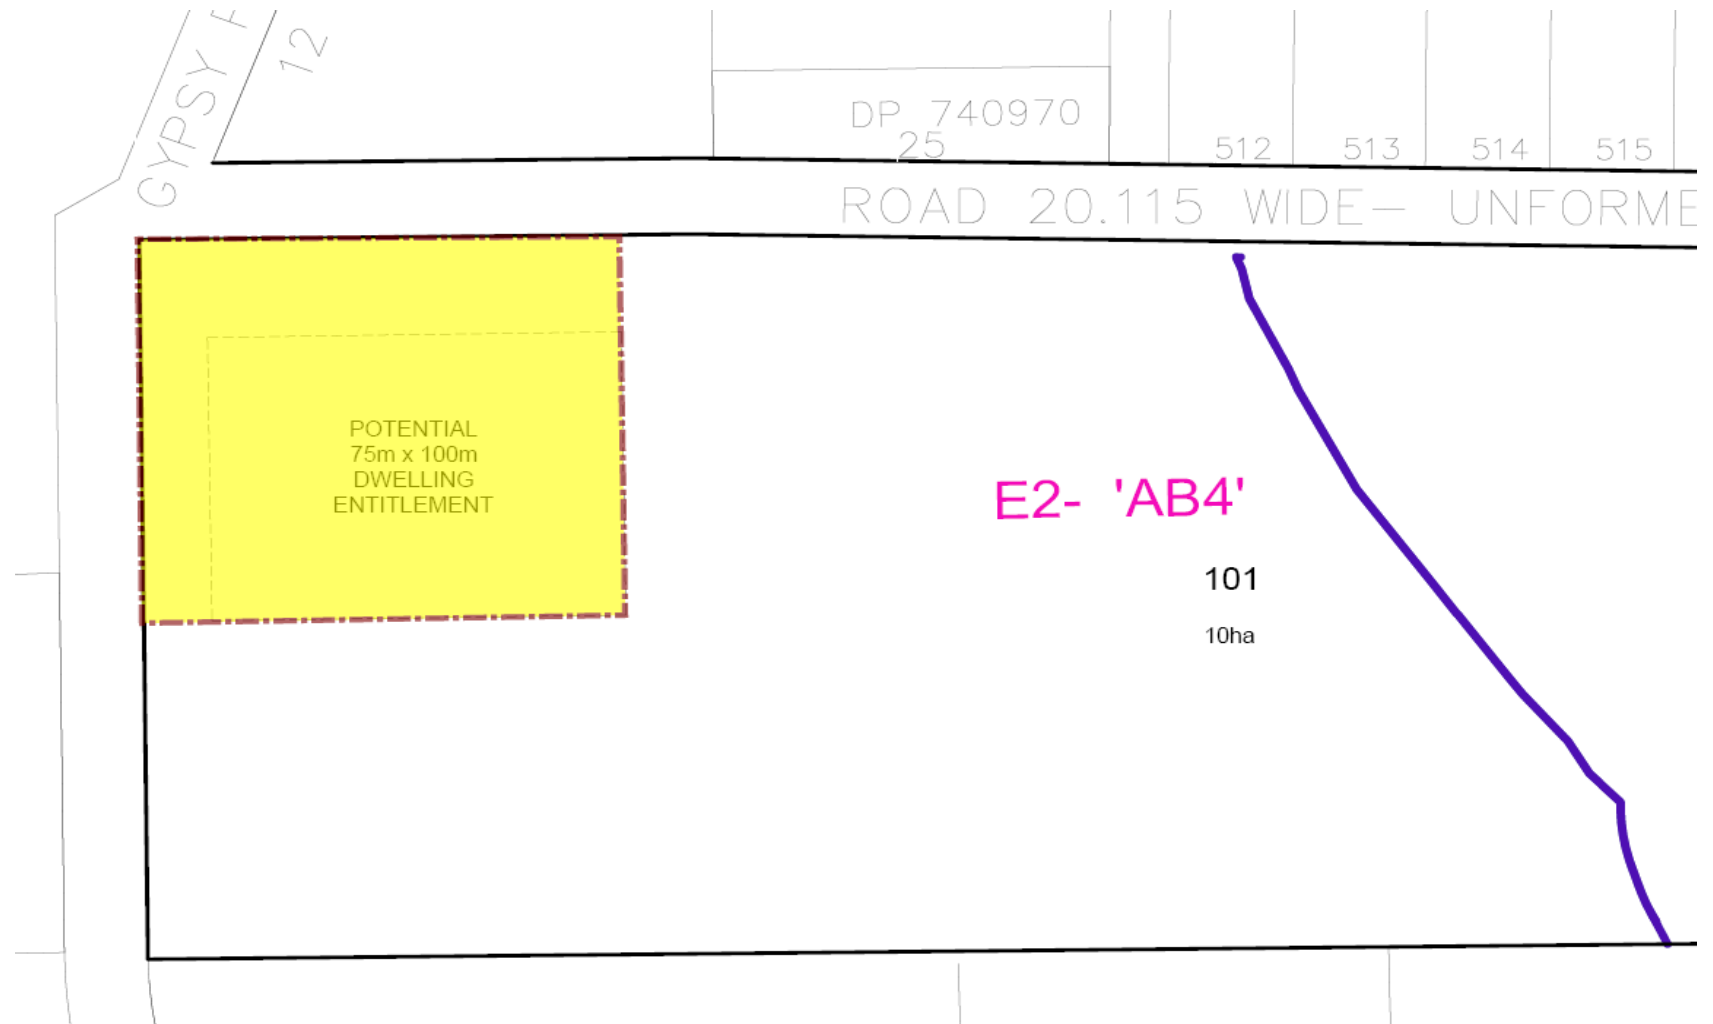 GYPSY
12
DP 740970
25
512
513
514
515
ROAD 20.115 WIDE– UNFORME
POTENTIAL
75m x 100m
DWELLING
ENTITLEMENT
E2- 'AB4'
101
10ha